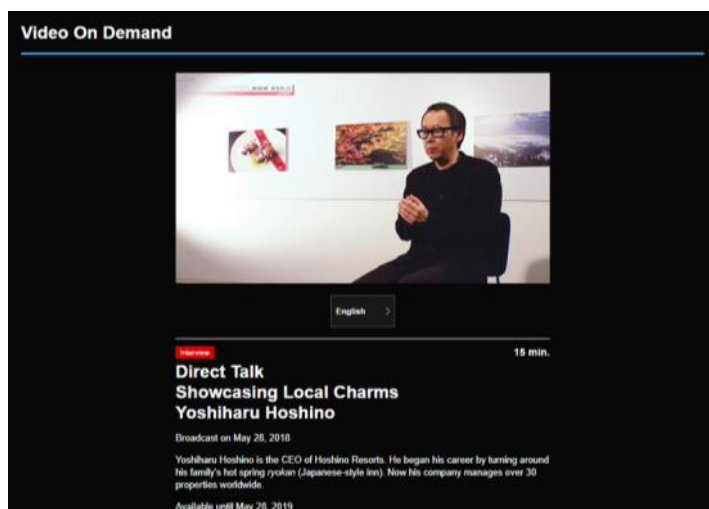 Video On Demand
NHK WORLD
English
Interview
15 min.
Direct Talk
Showcasing Local Charms
Yoshiharu Hoshino
Broadcast on May 28, 2018
Yoshiharu Hoshino is the CEO of Hoshino Resorts. He began his career by turning around
his family's hot spring ryokan (Japanese-style inn). Now his company manages over 30
properties worldwide.
Available until May 28, 2019